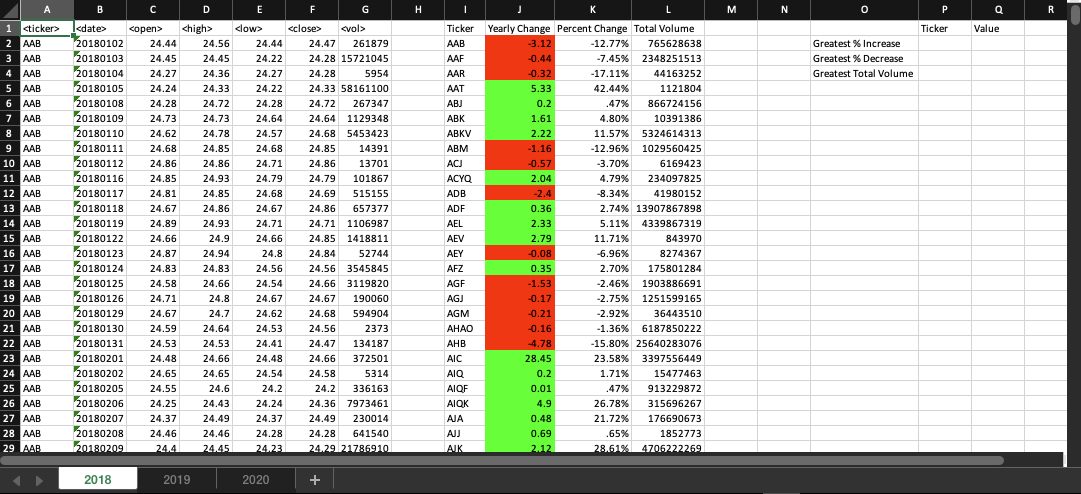 A B C D E F G H I J K L M N O P Q R
1 <ticker> <date> <open> <high> <low> <close> <vol> Ticker Yearly Change Percent Change Total Volume Ticker Value
2 AAB 20180102 24.44 24.56 24.44 24.47 261879 AAB -3.12 -12.77% 765628638 Greatest % Increase
3 AAB 20180103 24.45 24.45 24.22 24.28 15721045 AAF -0.44 -7.45% 2348251513 Greatest % Decrease
4 AAB 20180104 24.27 24.36 24.27 24.28 5954 AAR -0.32 -17.11% 44163252 Greatest Total Volume
5 AAB 20180105 24.24 24.33 24.22 24.33 58161100 AAT 5.33 42.44% 1121804
6 AAB 20180108 24.28 24.72 24.28 24.72 267347 ABJ 0.2 .47% 866724156
7 AAB 20180109 24.73 24.73 24.64 24.64 1129348 ABK 1.61 4.80% 10391386
8 AAB 20180110 24.62 24.78 24.57 24.68 5453423 ABKV 2.22 11.57% 5324614313
9 AAB 20180111 24.68 24.85 24.68 24.85 14391 ABM -1.16 -12.96% 1029560425
10 AAB 20180112 24.86 24.86 24.71 24.86 13701 ACJ -0.57 -3.70% 6169423
11 AAB 20180116 24.85 24.93 24.79 24.79 101867 ACYQ 2.04 4.79% 234097825
12 AAB 20180117 24.81 24.85 24.68 24.69 515155 ADB -2.4 -8.34% 41980152
13 AAB 20180118 24.67 24.86 24.67 24.86 657377 ADF 0.36 2.74% 13907867898
14 AAB 20180119 24.89 24.93 24.71 24.71 1106987 AEL 2.33 5.11% 4339867319
15 AAB 20180122 24.66 24.9 24.66 24.85 1418811 AEV 2.79 11.71% 843970
16 AAB 20180123 24.87 24.94 24.8 24.84 52744 AEY -0.08 -6.96% 8274367
17 AAB 20180124 24.83 24.83 24.56 24.56 3545845 AFZ 0.35 2.70% 175801284
18 AAB 20180125 24.58 24.66 24.54 24.66 3119820 AGF -1.53 -2.46% 1903886691
19 AAB 20180126 24.71 24.8 24.67 24.67 190060 AGJ -0.17 -2.75% 1251599165
20 AAB 20180129 24.67 24.7 24.62 24.68 594904 AGM -0.21 -2.92% 36443510
21 AAB 20180130 24.59 24.64 24.53 24.56 2373 AHAO -0.16 -1.36% 6187850222
22 AAB 20180131 24.53 24.53 24.41 24.47 134187 AHB -4.78 -15.80% 25640283076
23 AAB 20180201 24.48 24.66 24.48 24.66 372501 AIC 28.45 23.58% 3397556449
24 AAB 20180202 24.65 24.65 24.54 24.58 5314 AIQ 0.2 1.71% 15477463
25 AAB 20180205 24.55 24.6 24.2 24.2 336163 AIQF 0.01 .47% 913229872
26 AAB 20180206 24.25 24.43 24.24 24.36 7973461 AIQK 4.9 26.78% 315696267
27 AAB 20180207 24.37 24.49 24.37 24.49 230014 AJA 0.48 21.72% 176690673
28 AAB 20180208 24.46 24.46 24.28 24.28 641540 AJJ 0.69 .65% 1852773
29 AAB 20180209 24.4 24.45 24.23 24.29 21786910 AJK 2.12 28.61% 4706222269
2018 2019 2020 +